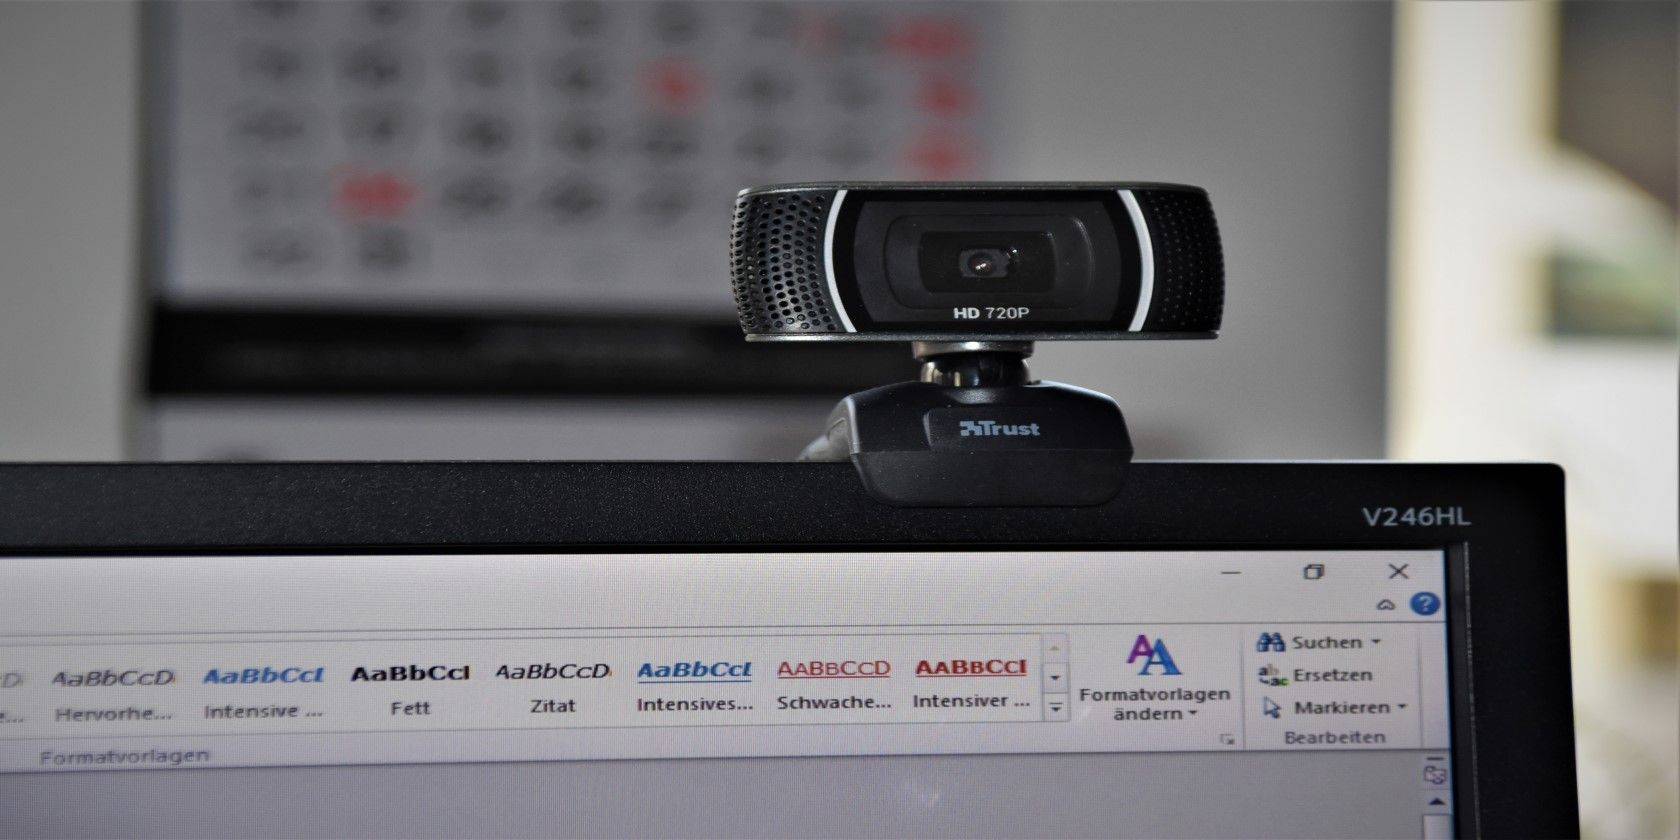 HD 720P
Trust
V246HL
AaBbCcD AaBbCcI AaBbCcI AaBbCcD AaBbCcI AABBCCD AABBCCI
Hervorhe... Intensive ... Fett Zitat Intensives... Schwache... Intensiver ...
Formatvorlagen
Formatvorlagen
ändern
Suchen
Ersetzen
Markieren
Bearbeiten